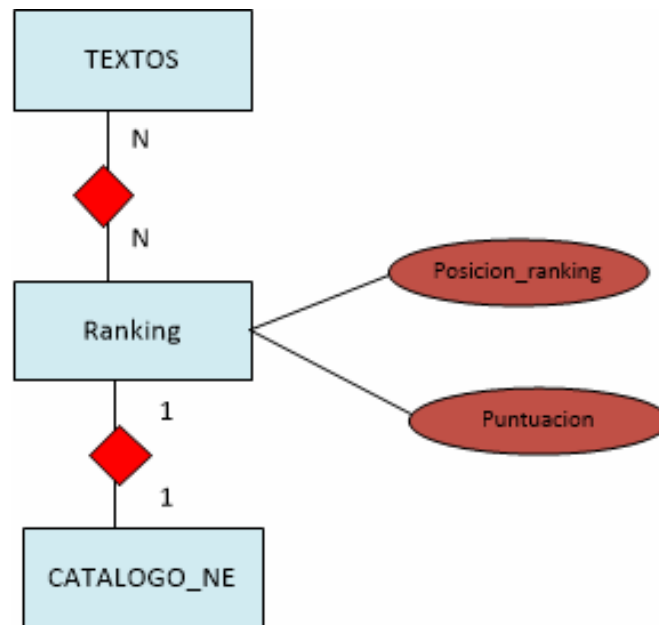 TEXTOS
N
N
Posicion_ranking
Ranking
Puntuacion
1
1
CATALOGO_NE